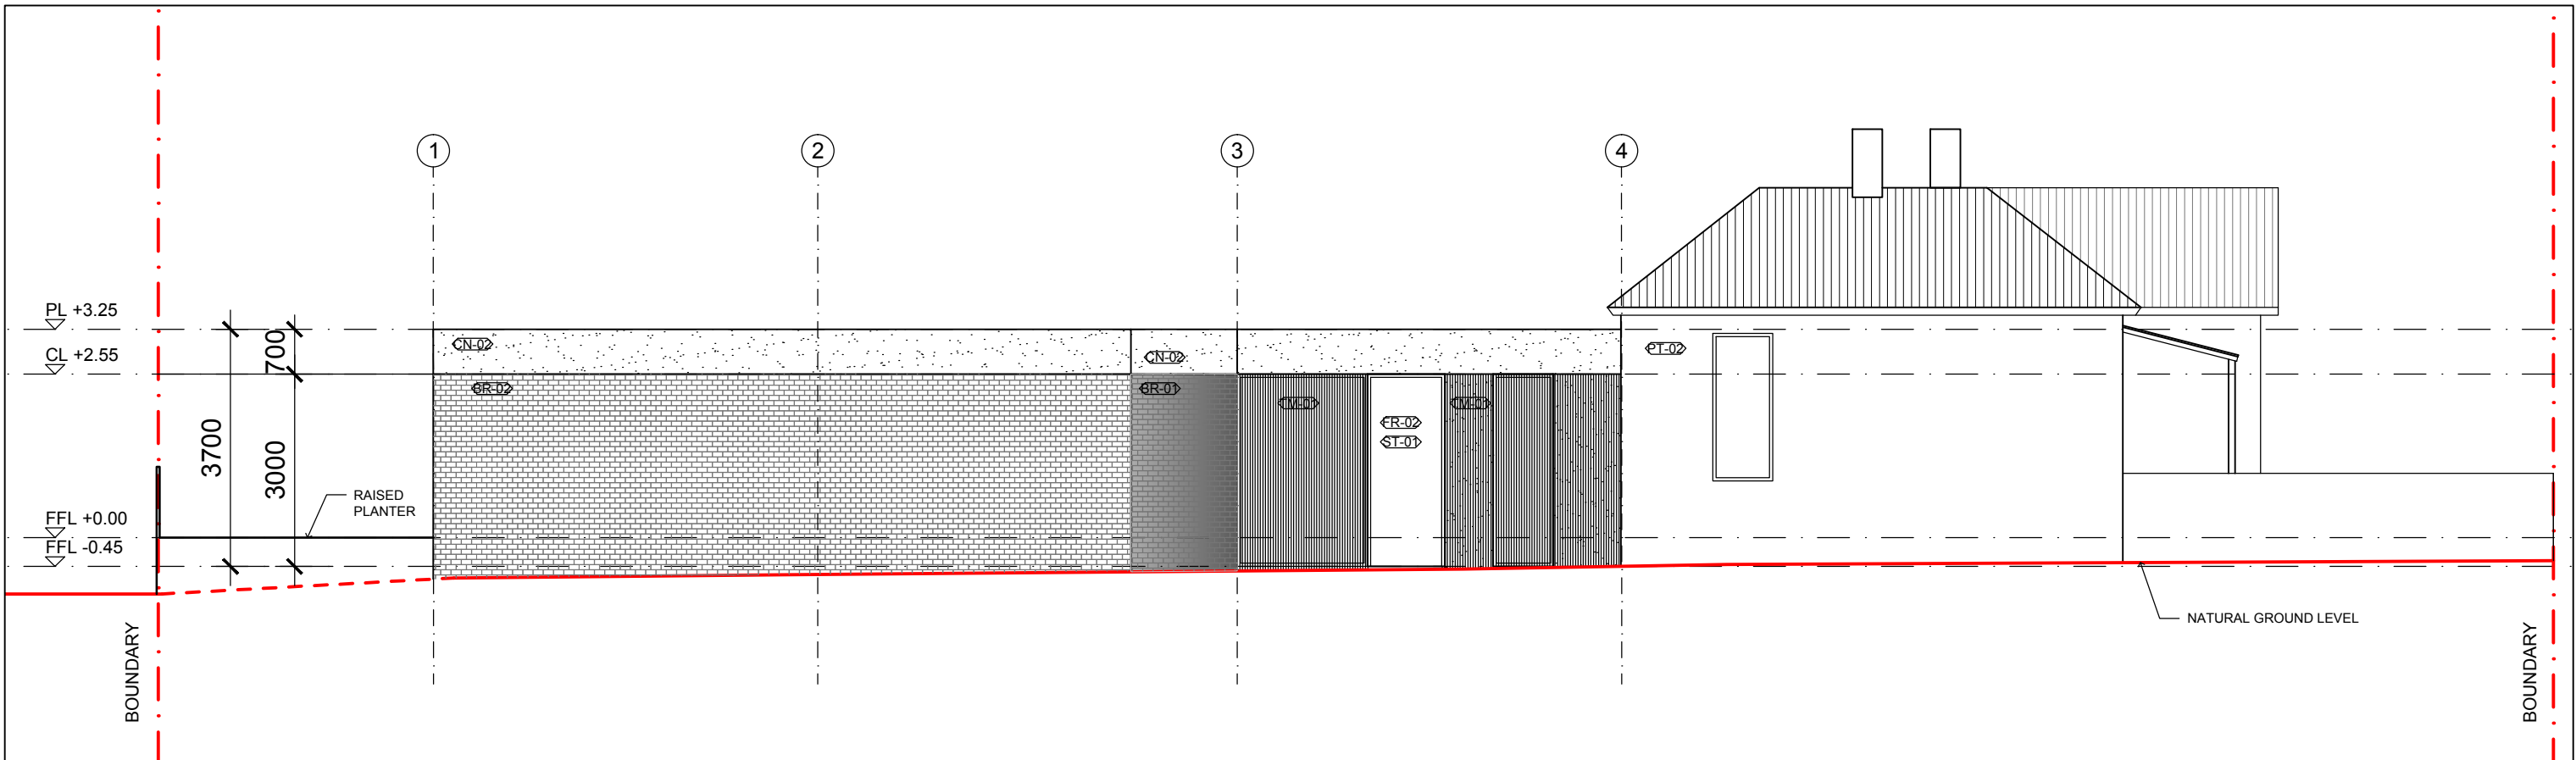 1
2
3
4
PL +3.25
CL +2.55
FFL +0.00
FFL -0.45
3700
700
3000
RAISED
PLANTER
CN-02
BR-02
CN-02
BR-01
TM-01
FR-02
ST-01
TM-01
PT-02
NATURAL GROUND LEVEL
BOUNDARY
BOUNDARY